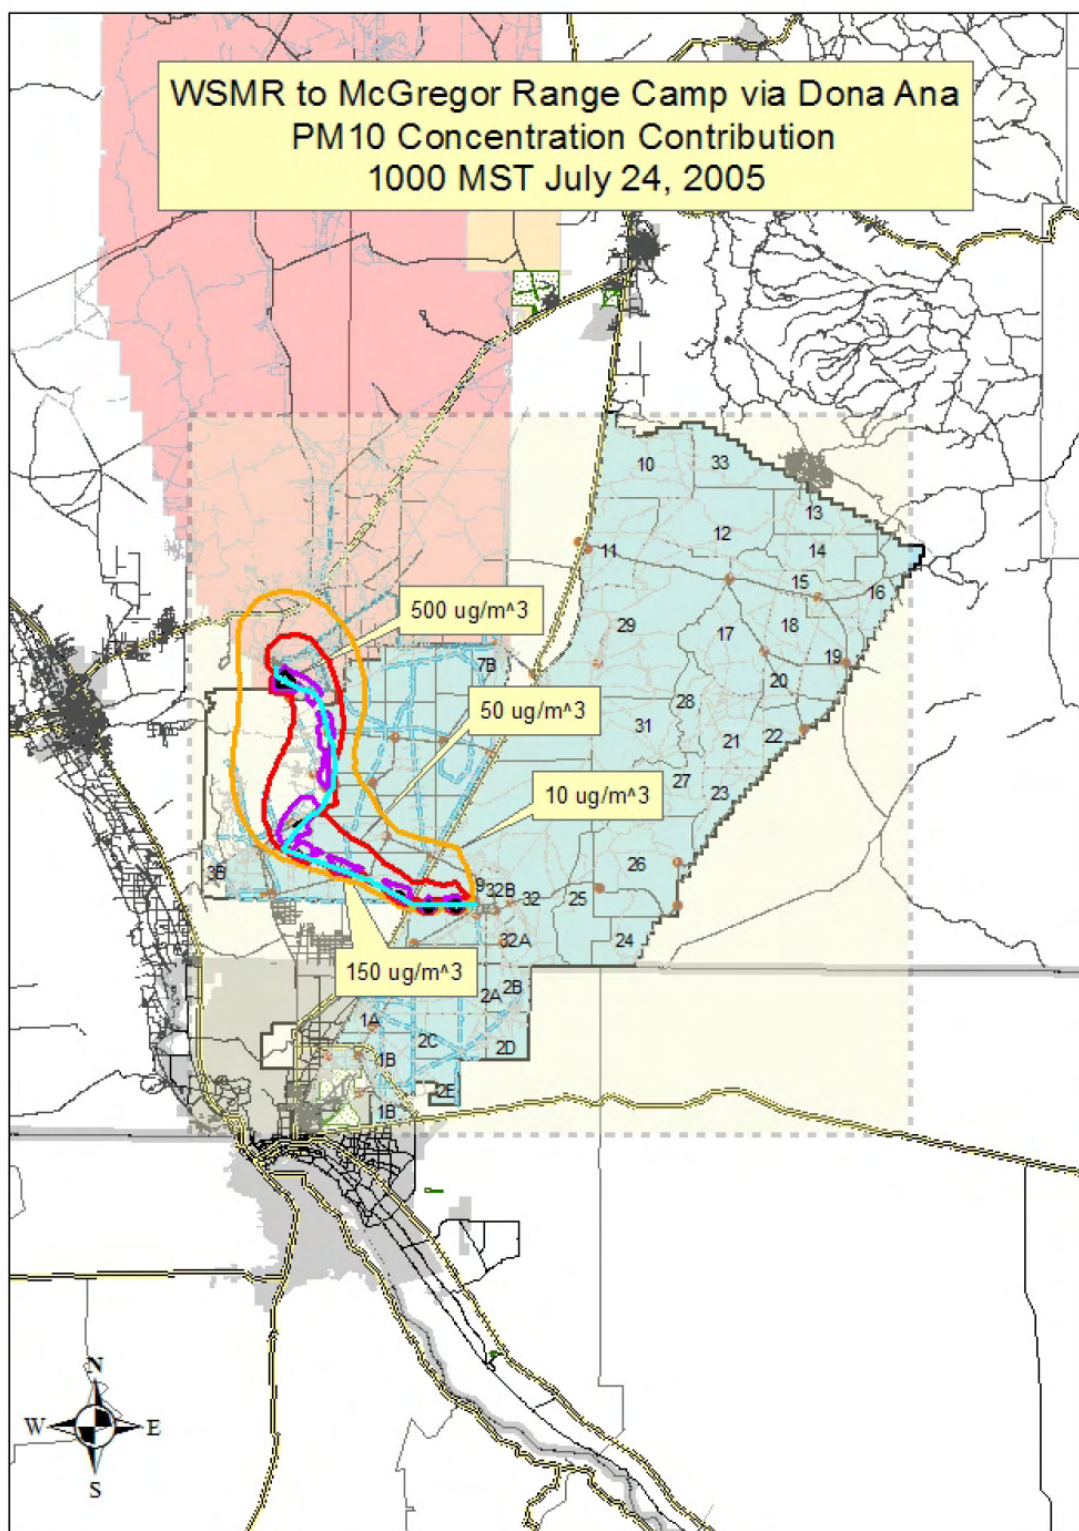 WSMR to McGregor Range Camp via Dona Ana
PM10 Concentration Contribution
1000 MST July 24, 2005
10
33
13
12
11
14
15
16
500 ug/m^3
29
17
18
7B
19
20
28
50 ug/m^3
31
21
22
10 ug/m^3
27
23
3B
26
9
32B
32
25
32A
24
150 ug/m^3
2B
2A
1A
2C
2D
1B
2E
1B
N
W
E
S